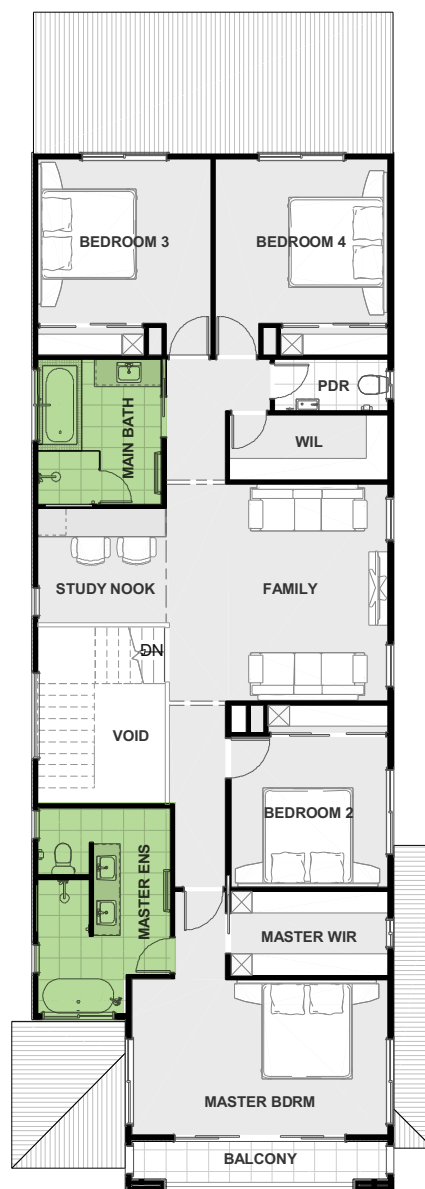 BEDROOM 3
BEDROOM 4
PDR
MAIN BATH
WIL
STUDY NOOK
FAMILY
DN
VOID
BEDROOM 2
MASTER ENS
MASTER WIR
MASTER BDRM
BALCONY